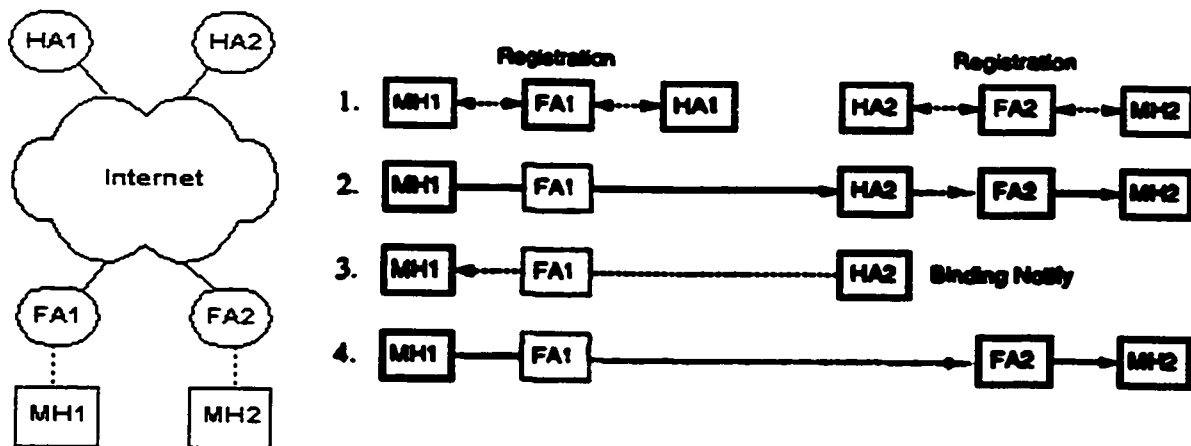 HA1 HA2
Internet
FA1 FA2
MH1 MH2
Registration Registration
1. MH1 FA1 HA1 HA2 FA2 MH2
2. MH1 FA1 HA2 FA2 MH2
3. MH1 FA1 HA2 Binding Notify
4. MH1 FA1 FA2 MH2